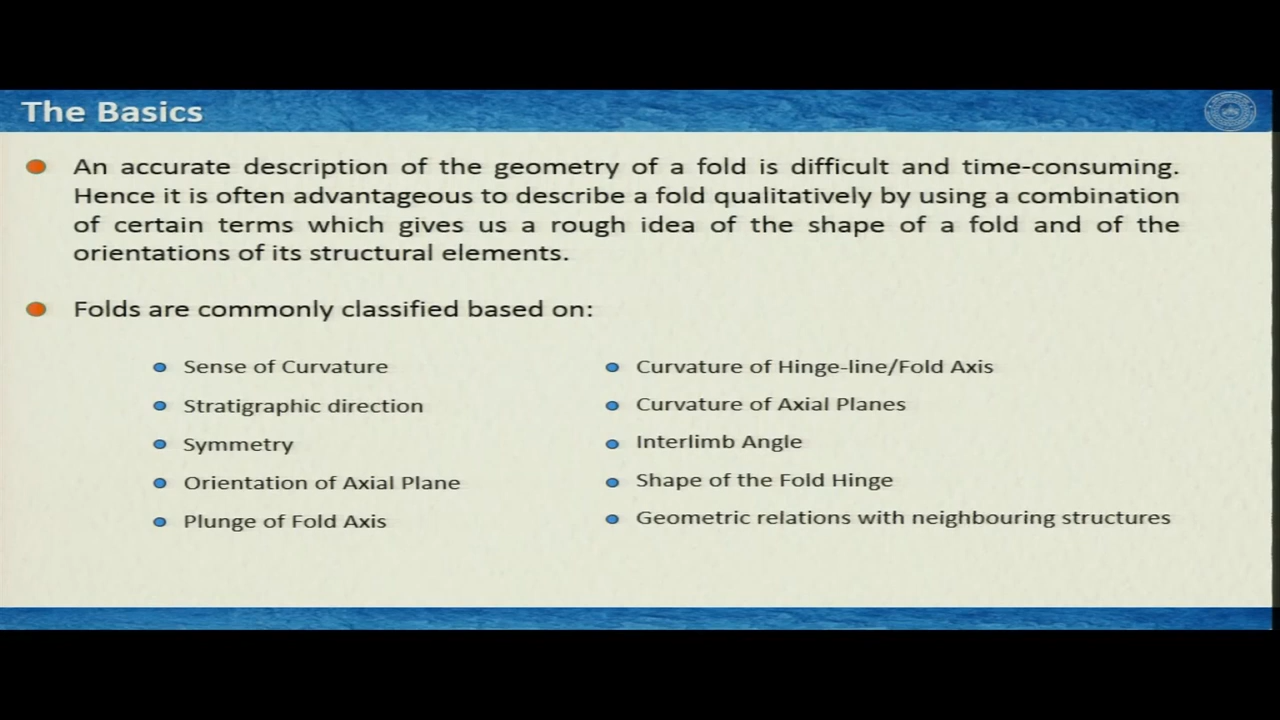 The Basics
An accurate description of the geometry of a fold is difficult and time-consuming.
Hence it is often advantageous to describe a fold qualitatively by using a combination
of certain terms which gives us a rough idea of the shape of a fold and of the
orientations of its structural elements.
Folds are commonly classified based on:
Sense of Curvature
Stratigraphic direction
Symmetry
Orientation of Axial Plane
Plunge of Fold Axis
Curvature of Hinge-line/Fold Axis
Curvature of Axial Planes
Interlimb Angle
Shape of the Fold Hinge
Geometric relations with neighbouring structures